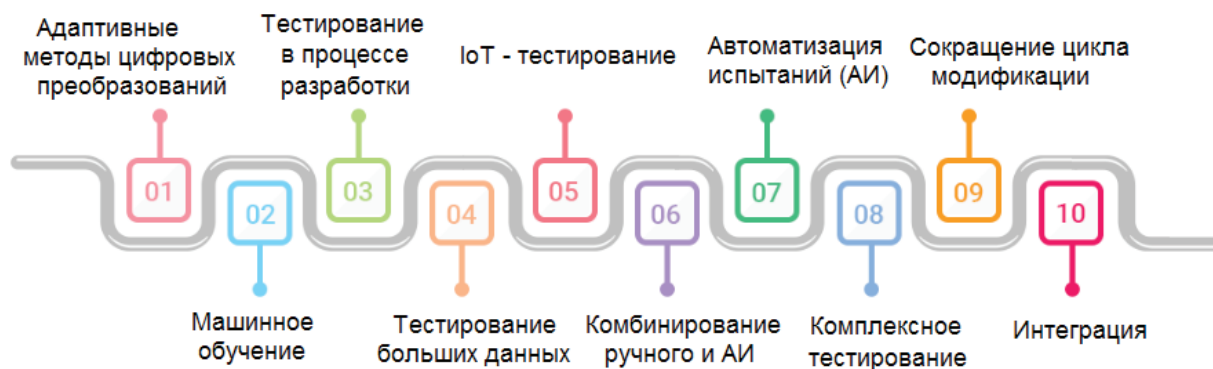 Адаптивные
методы цифровых
преобразований
01
Машинное
обучение
02
Тестирование
в процессе
разработки
03
Тестирование
больших данных
04
IoT - тестирование
05
Комбинирование
ручного и АИ
06
Автоматизация
испытаний (АИ)
07
Комплексное
тестирование
08
Сокращение цикла
модификации
09
Интеграция
10